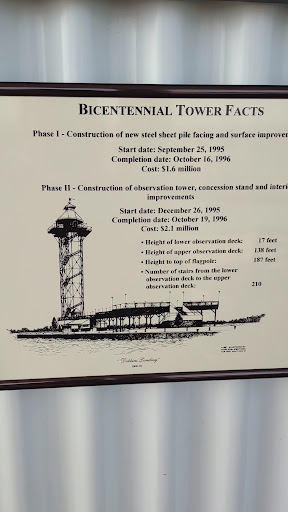 BICENTENNIAL TOWER FACTS
Phase I - Construction of new steel sheet pile facing and surface improvem
Start date: September 25, 1995
Completion date: October 16, 1996
Cost: $1.6 million
Phase II - Construction of observation tower, concession stand and interi
improvements
Start date: December 26, 1995
Completion date: October 19, 1996
Cost: $2.1 million
• Height of lower observation deck: 17 feet
• Height of upper observation deck: 138 feet
• Height to top of flagpole: 187 feet
• Number of stairs from the lower
observation deck to the upper
observation deck: 210
"Dobbins Landing"